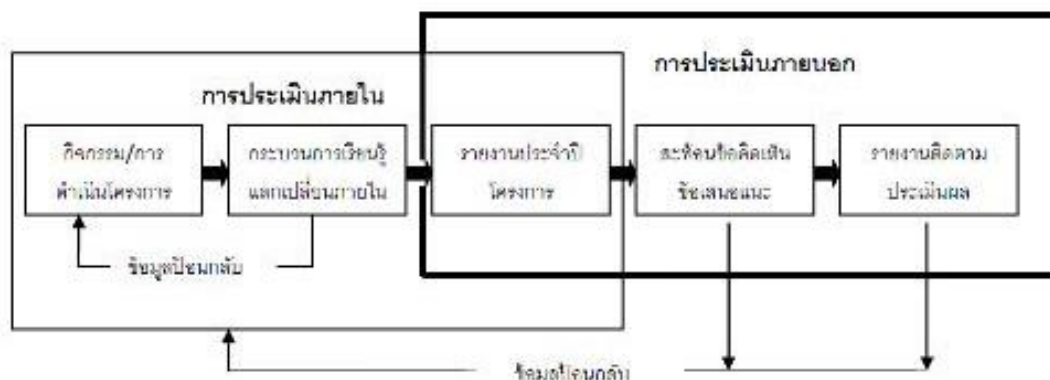 การประเมินภายนอก
การประเมินภายใน
กิจกรรม/การ
ดำเนินโครงการ
กระบวนการเรียนรู้
แลกเปลี่ยนภายใน
รายงานประจำปี
โครงการ
สะท้อนข้อคิดเห็น
ข้อเสนอแนะ
รายงานติดตาม
ประเมินผล
ข้อมูลป้อนกลับ
ข้อมูลป้อนกลับ